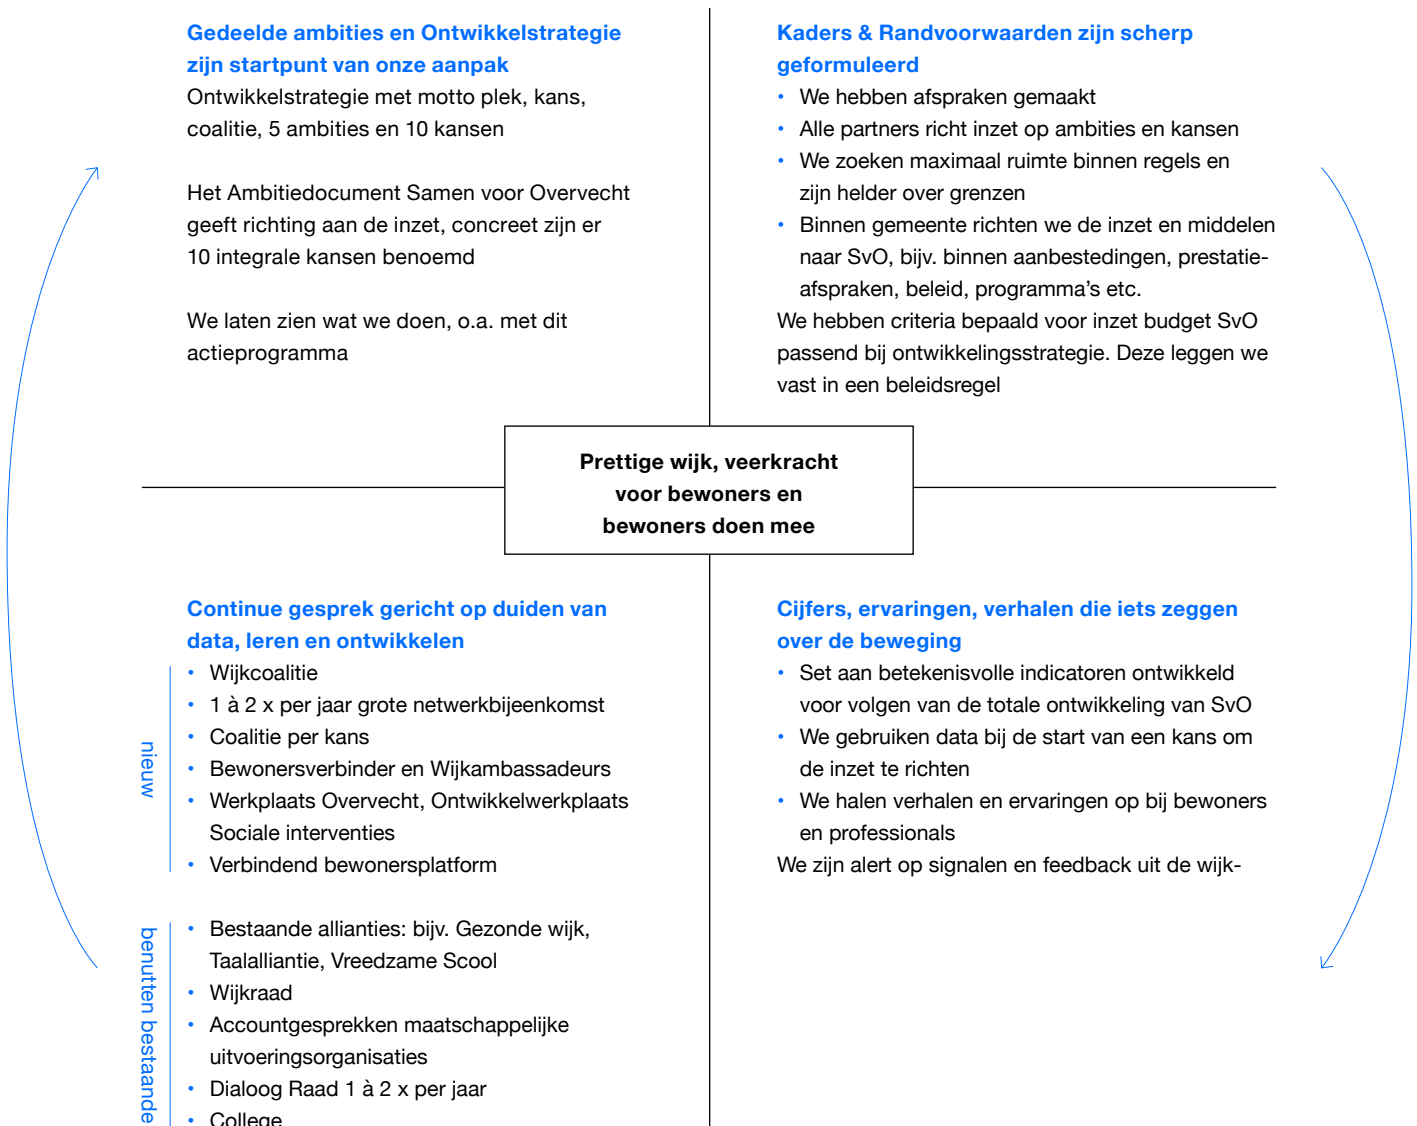 Gedeelde ambities en Ontwikkelstrategie
zijn startpunt van onze aanpak
Ontwikkelstrategie met motto plek, kans,
coalitie, 5 ambities en 10 kansen
Het Ambitiedocument Samen voor Overvecht
geeft richting aan de inzet, concreet zijn er
10 integrale kansen benoemd
We laten zien wat we doen, o.a. met dit
actieprogramma
Kaders & Randvoorwaarden zijn scherp
geformuleerd
• We hebben afspraken gemaakt
• Alle partners richt inzet op ambities en kansen
• We zoeken maximaal ruimte binnen regels en
zijn helder over grenzen
• Binnen gemeente richten we de inzet en middelen
naar SvO, bijv. binnen aanbestedingen, prestatie-
afspraken, beleid, programma's etc.
We hebben criteria bepaald voor inzet budget SvO
passend bij ontwikkelingsstrategie. Deze leggen we
vast in een beleidsregel
Prettige wijk, veerkracht
voor bewoners en
bewoners doen mee
Continue gesprek gericht op duiden van
data, leren en ontwikkelen
nieuw
• Wijkcoalitie
• 1 à 2 x per jaar grote netwerkbijeenkomst
• Coalitie per kans
• Bewonersverbinder en Wijkambassadeurs
• Werkplaats Overvecht, Ontwikkelwerkplaats
Sociale interventies
• Verbindend bewonersplatform
benutten bestaande
• Bestaande allianties: bijv. Gezonde wijk,
Taalalliantie, Vreedzame Scool
• Wijkraad
• Accountgesprekken maatschappelijke
uitvoeringsorganisaties
• Dialoog Raad 1 à 2 x per jaar
• College
Cijfers, ervaringen, verhalen die iets zeggen
over de beweging
• Set aan betekenisvolle indicatoren ontwikkeld
voor volgen van de totale ontwikkeling van SvO
• We gebruiken data bij de start van een kans om
de inzet te richten
• We halen verhalen en ervaringen op bij bewoners
en professionals
We zijn alert op signalen en feedback uit de wijk-